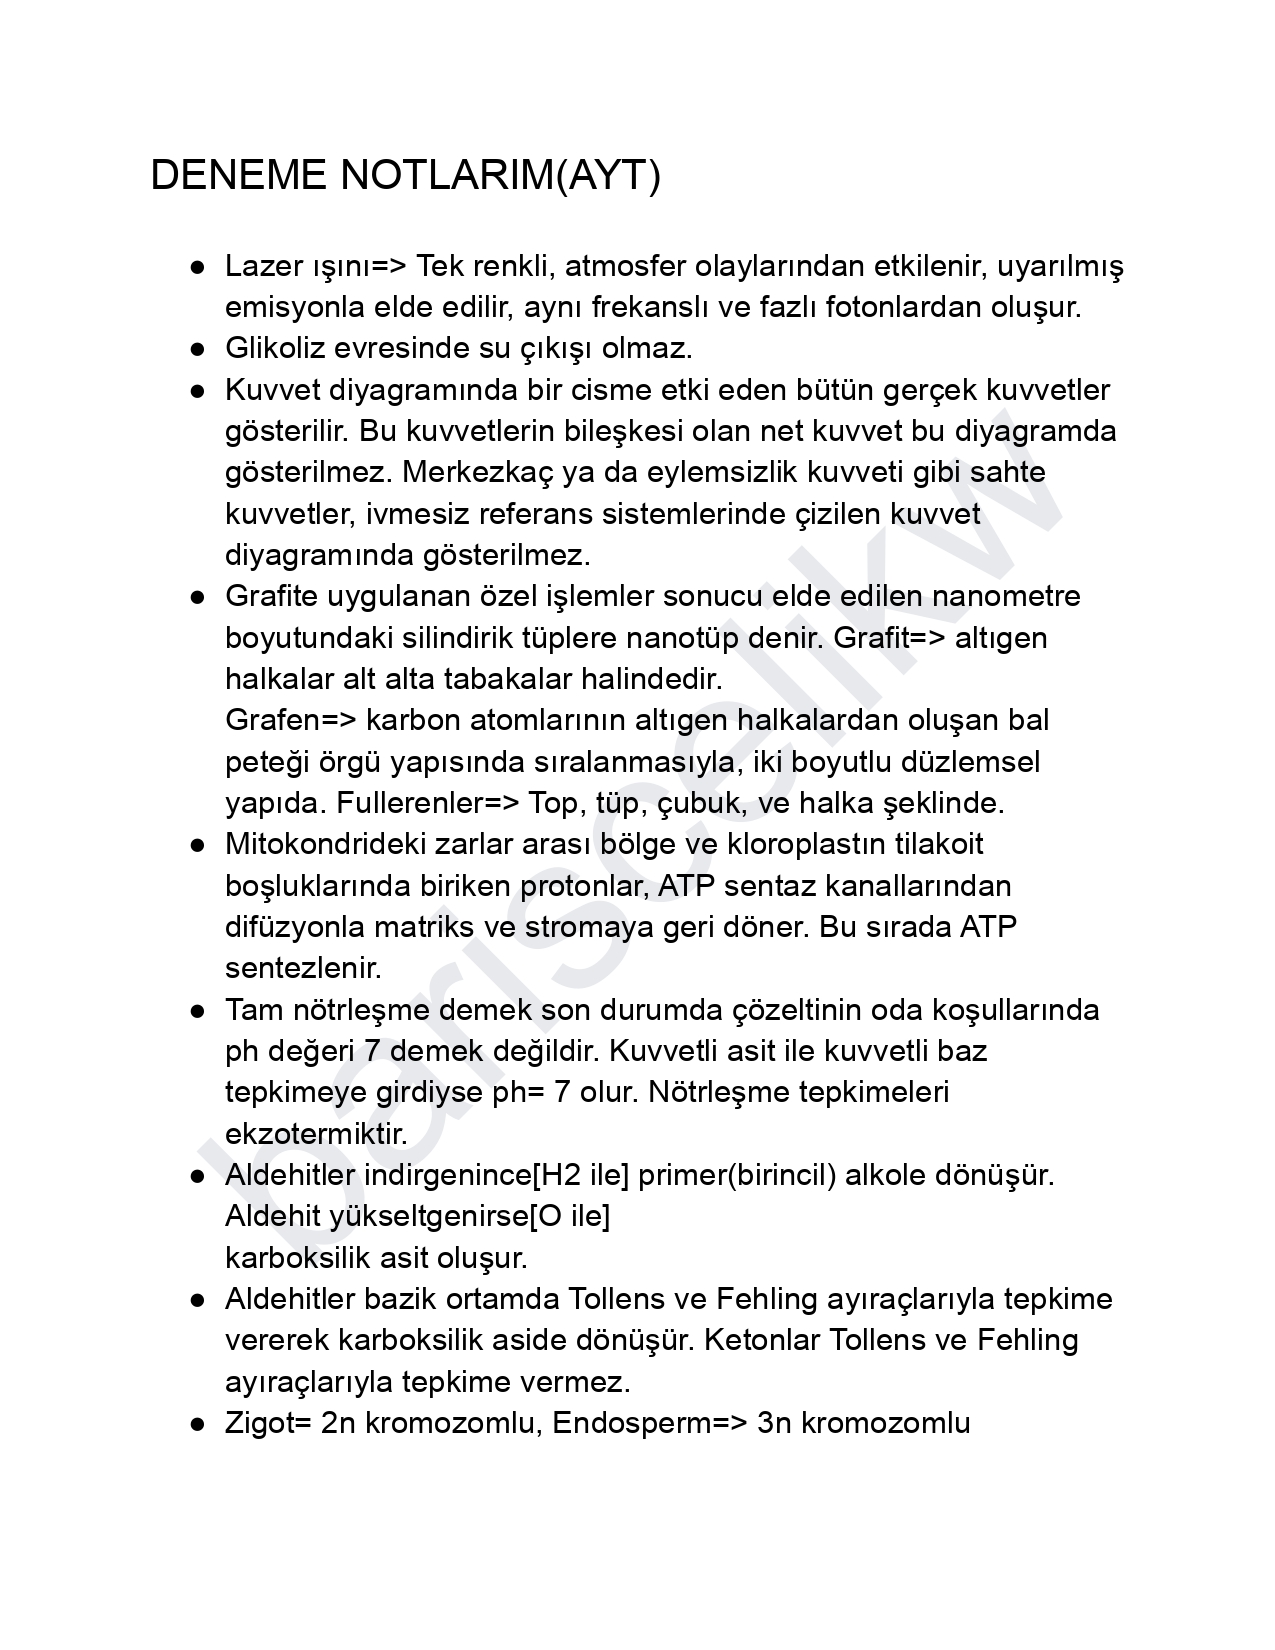 DENEME NOTLARIM(AYT)
● Lazer ışını=> Tek renkli, atmosfer olaylarından etkilenir, uyarılmış
emisyonla elde edilir, aynı frekanslı ve fazlı fotonlardan oluşur.
● Glikoliz evresinde su çıkışı olmaz.
● Kuvvet diyagramında bir cisme etki eden bütün gerçek kuvvetler
gösterilir. Bu kuvvetlerin bileşkesi olan net kuvvet bu diyagramda
gösterilmez. Merkezkaç ya da eylemsizlik kuvveti gibi sahte
kuvvetler, ivmesiz referans sistemlerinde çizilen kuvvet
diyagramında gösterilmez.
● Grafite uygulanan özel işlemler sonucu elde edilen nanometre
boyutundaki silindirik tüplere nanotüp denir. Grafit=> altıgen
halkalar alt alta tabakalar halindedir.
Grafen=> karbon atomlarının altıgen halkalardan oluşan bal
peteği örgü yapısında sıralanmasıyla, iki boyutlu düzlemsel
yapıda. Fullerenler=> Top, tüp, çubuk, ve halka şeklinde.
● Mitokondrideki zarlar arası bölge ve kloroplastın tilakoit
boşluklarında biriken protonlar, ATP sentaz kanallarından
difüzyonla matriks ve stromaya geri döner. Bu sırada ATP
sentezlenir.
● Tam nötrleşme demek son durumda çözeltinin oda koşullarında
ph değeri 7 demek değildir. Kuvvetli asit ile kuvvetli baz
tepkimeye girdiyse ph= 7 olur. Nötrleşme tepkimeleri
ekzotermiktir.
● Aldehitler indirgenince[H2 ile] primer(birincil) alkole dönüşür.
Aldehit yükseltgenirse[O ile]
karboksilik asit oluşur.
● Aldehitler bazik ortamda Tollens ve Fehling ayıraçlarıyla tepkime
vererek karboksilik aside dönüşür. Ketonlar Tollens ve Fehling
ayıraçlarıyla tepkime vermez.
● Zigot= 2n kromozomlu, Endosperm=> 3n kromozomlu
bariscelikw